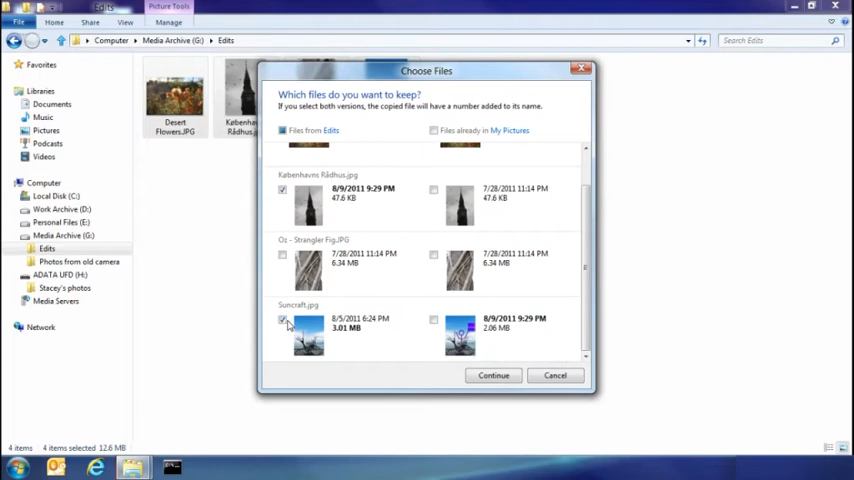 Edits
Picture Tools
File
Home
Share
View
Manage
Computer
Media Archive (G:)
Edits
Search Edits
Favorites
Libraries
Documents
Music
Pictures
Podcasts
Videos
Computer
Local Disk (C:)
Work Archive (D:)
Personal Files (E:)
Media Archive (G:)
Edits
Photos from old camera
ADATA UFD (H:)
Stacey's photos
Media Servers
Network
Desert
Flowers.JPG
Københav
Rådhus.j
Choose Files
Which files do you want to keep?
If you select both versions, the copied file will have a number added to its name.
Files from Edits
Files already in My Pictures
Københavns Rådhus.jpg
8/9/2011 9:29 PM
47.6 KB
7/28/2011 11:14 PM
47.6 KB
Oz - Strangler Fig.JPG
7/28/2011 11:14 PM
6.34 MB
7/28/2011 11:14 PM
6.34 MB
Suncraft.jpg
8/5/2011 6:24 PM
3.01 MB
8/9/2011 9:29 PM
2.06 MB
Continue
Cancel
4 items
4 items selected 12.6 MB